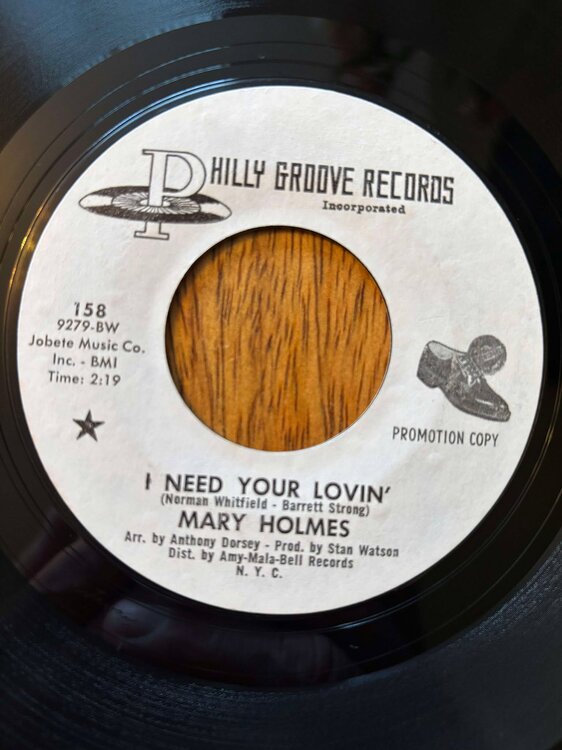 PHILLY GROOVE RECORDS
Incorporated
158
9279-BW
Jobete Music Co.
Inc. - BMI
Time: 2:19
PROMOTION COPY
I NEED YOUR LOVIN'
(Norman Whitfield - Barrett Strong)
MARY HOLMES
Arr. by Anthony Dorsey - Prod. by Stan Watson
Dist. by Amy-Mala-Bell Records
N. Y. C.